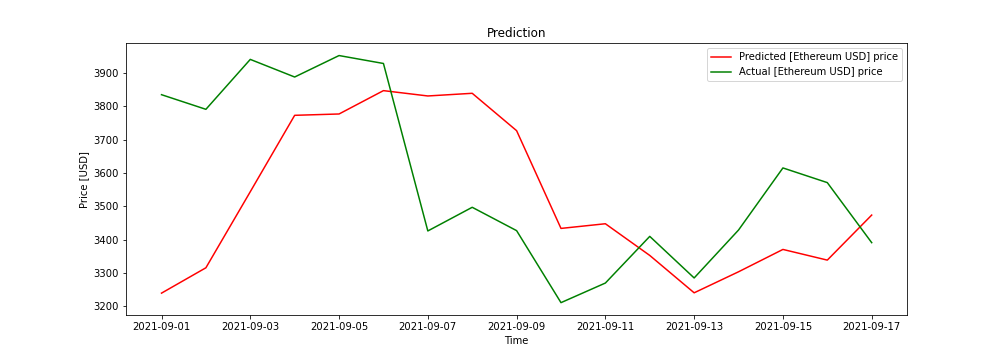 Prediction
Predicted [Ethereum USD] price
Actual [Ethereum USD] price
Price [USD]
3900
3800
3700
3600
3500
3400
3300
3200
2021-09-01 2021-09-03 2021-09-05 2021-09-07 2021-09-09 2021-09-11 2021-09-13 2021-09-15 2021-09-17
Time